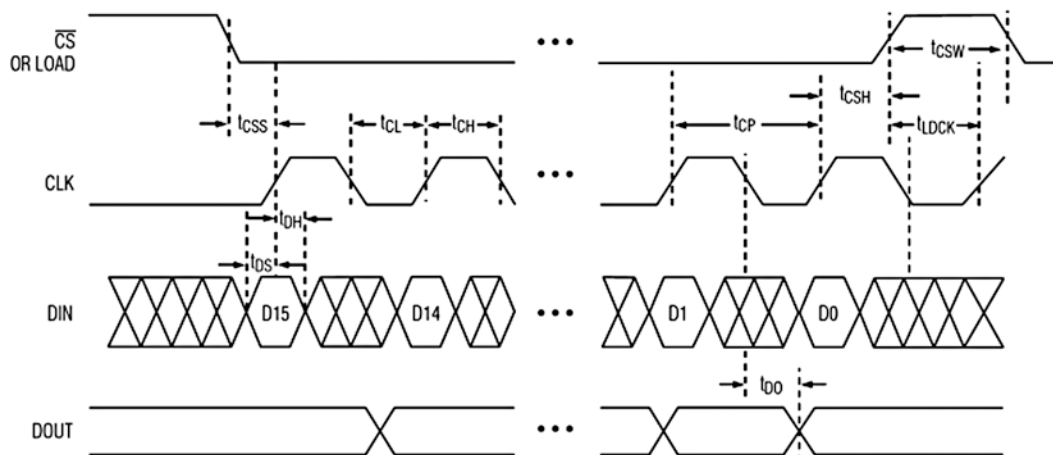 CS
OR LOAD
•••
tCSW
tCSS
tCL
tCH
tCP
tCSH
tLDCK
CLK
•••
tDH
tDS
DIN
D15
D14
•••
D1
D0
tDO
DOUT
•••